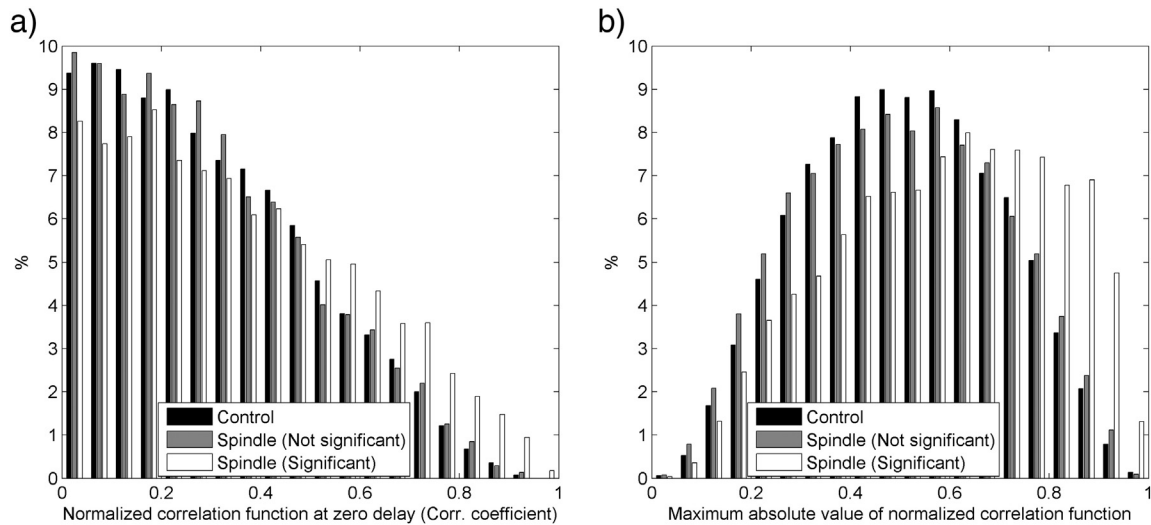 a)
10
9
8
7
6
5
4
3
2
1
0
%
Control
Spindle (Not significant)
Spindle (Significant)
0 0.2 0.4 0.6 0.8 1
Normalized correlation function at zero delay (Corr. coefficient)
b)
10
9
8
7
6
5
4
3
2
1
0
%
Control
Spindle (Not significant)
Spindle (Significant)
0 0.2 0.4 0.6 0.8 1
Maximum absolute value of normalized correlation function